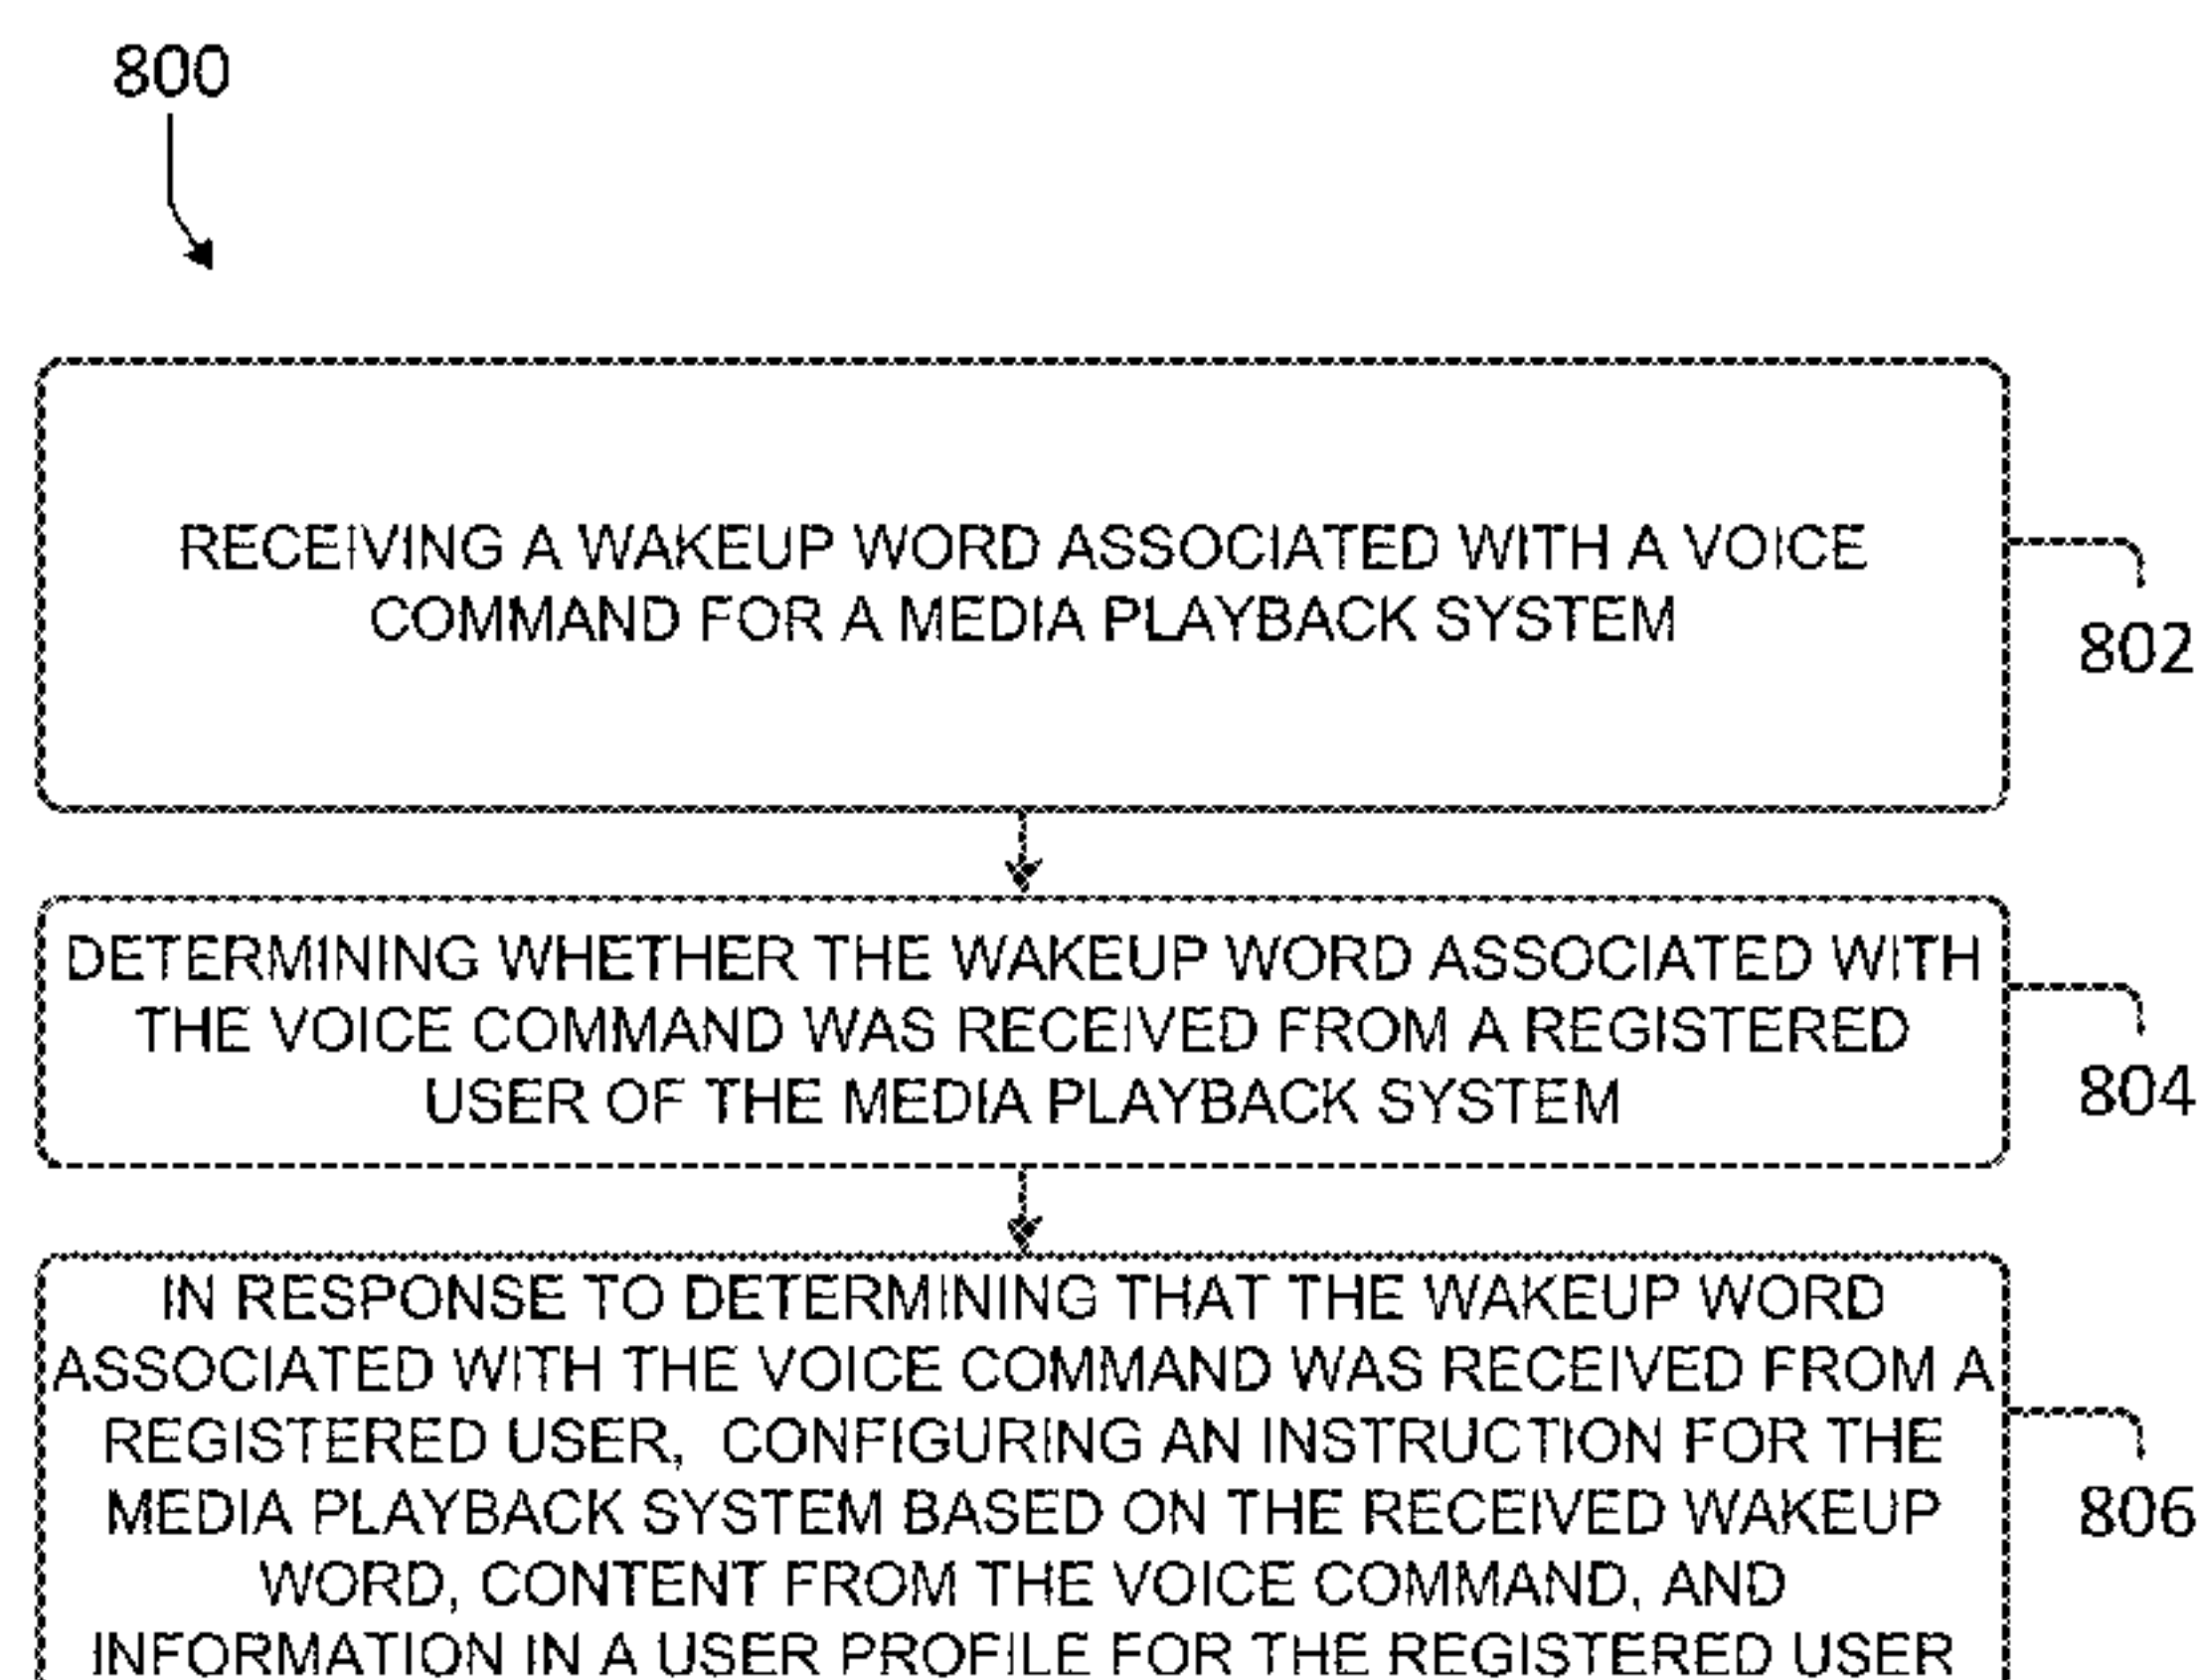 800
RECEIVING A WAKEUP WORD ASSOCIATED WITH A VOICE
COMMAND FOR A MEDIA PLAYBACK SYSTEM
802
DETERMINING WHETHER THE WAKEUP WORD ASSOCIATED WITH
THE VOICE COMMAND WAS RECEIVED FROM A REGISTERED
USER OF THE MEDIA PLAYBACK SYSTEM
804
IN RESPONSE TO DETERMINING THAT THE WAKEUP WORD
ASSOCIATED WITH THE VOICE COMMAND WAS RECEIVED FROM A
REGISTERED USER, CONFIGURING AN INSTRUCTION FOR THE
MEDIA PLAYBACK SYSTEM BASED ON THE RECEIVED WAKEUP
WORD, CONTENT FROM THE VOICE COMMAND, AND
INFORMATION IN A USER PROFILE FOR THE REGISTERED USER
806